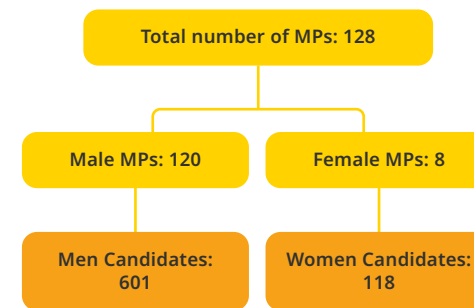 Total number of MPs: 128
Male MPs: 120
Female MPs: 8
Men Candidates:
601
Women Candidates:
118